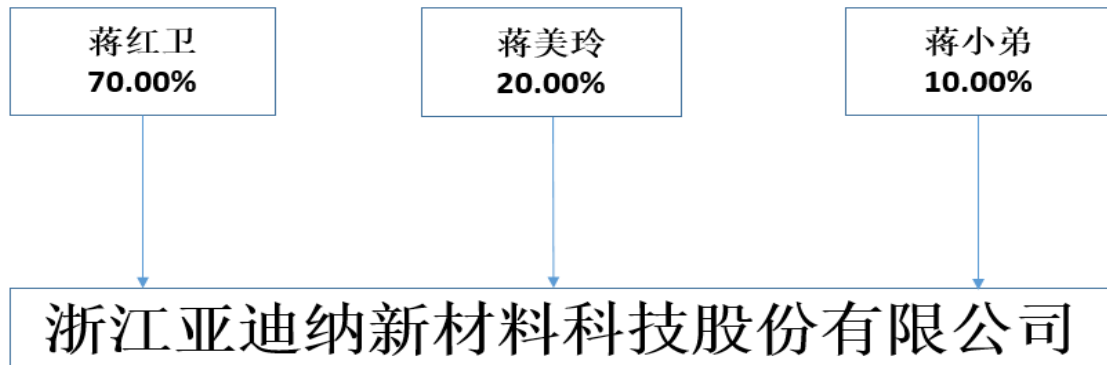 蒋红卫
70.00%
蒋美玲
20.00%
蒋小弟
10.00%
浙江亚迪纳新材料科技股份有限公司